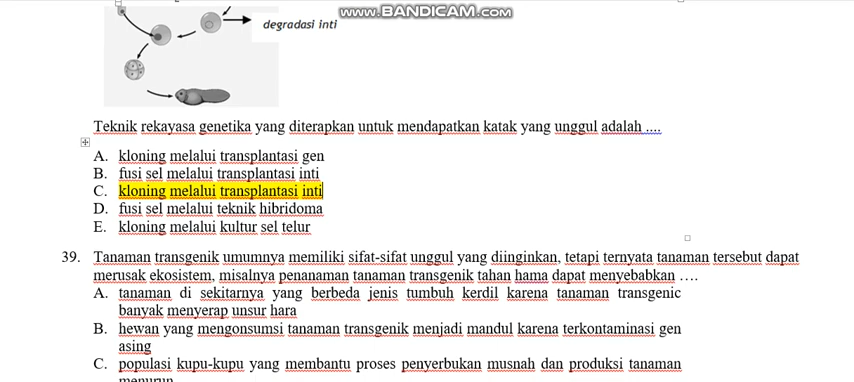 www.BANDICAM.COM
degradasi inti
Teknik rekayasa genetika yang diterapkan untuk mendapatkan katak yang unggul adalah ....
A. kloning melalui transplantasi gen
B. fusi sel melalui transplantasi inti
C. kloning melalui transplantasi inti
D. fusi sel melalui teknik hibridoma
E. kloning melalui kultur sel telur
39. Tanaman transgenik umumnya memiliki sifat-sifat unggul yang diinginkan, tetapi ternyata tanaman tersebut dapat
merusak ekosistem, misalnya penanaman tanaman transgenik tahan hama dapat menyebabkan ….
A. tanaman di sekitarnya yang berbeda jenis tumbuh kerdil karena tanaman transgenic
banyak menyerap unsur hara
B. hewan yang mengonsumsi tanaman transgenik menjadi mandul karena terkontaminasi gen
asing
C. populasi kupu-kupu yang membantu proses penyerbukan musnah dan produksi tanaman
menurun